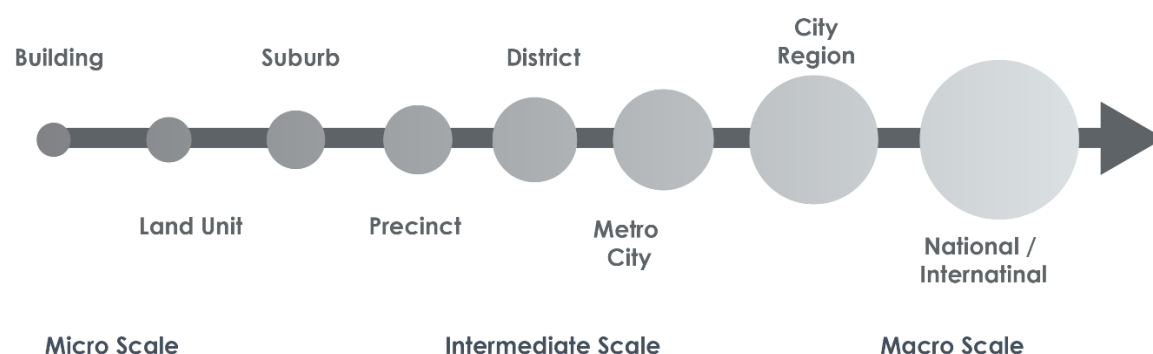 City
Region
Building
Suburb
District
Land Unit
Precinct
Metro
City
National /
Internatinal
Micro Scale
Intermediate Scale
Macro Scale